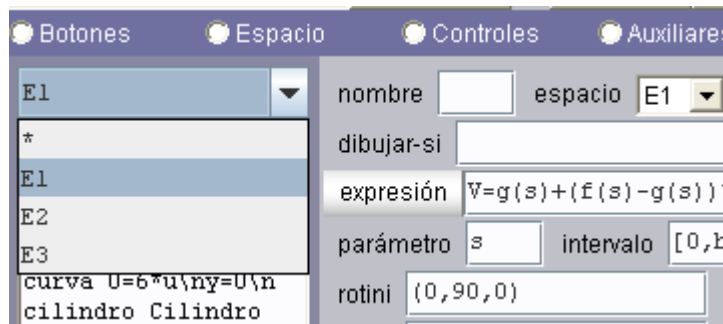 Botones Espacio Controles Auxiliares
E1
*
E1
E2
E3
curva U=6*u\ny=0\n
cilindro Cilindro
nombre espacio E1
dibujar-si
expresión V=g(s)+(f(s)-g(s))
parámetro s intervalo [0,b
rotini (0,90,0)